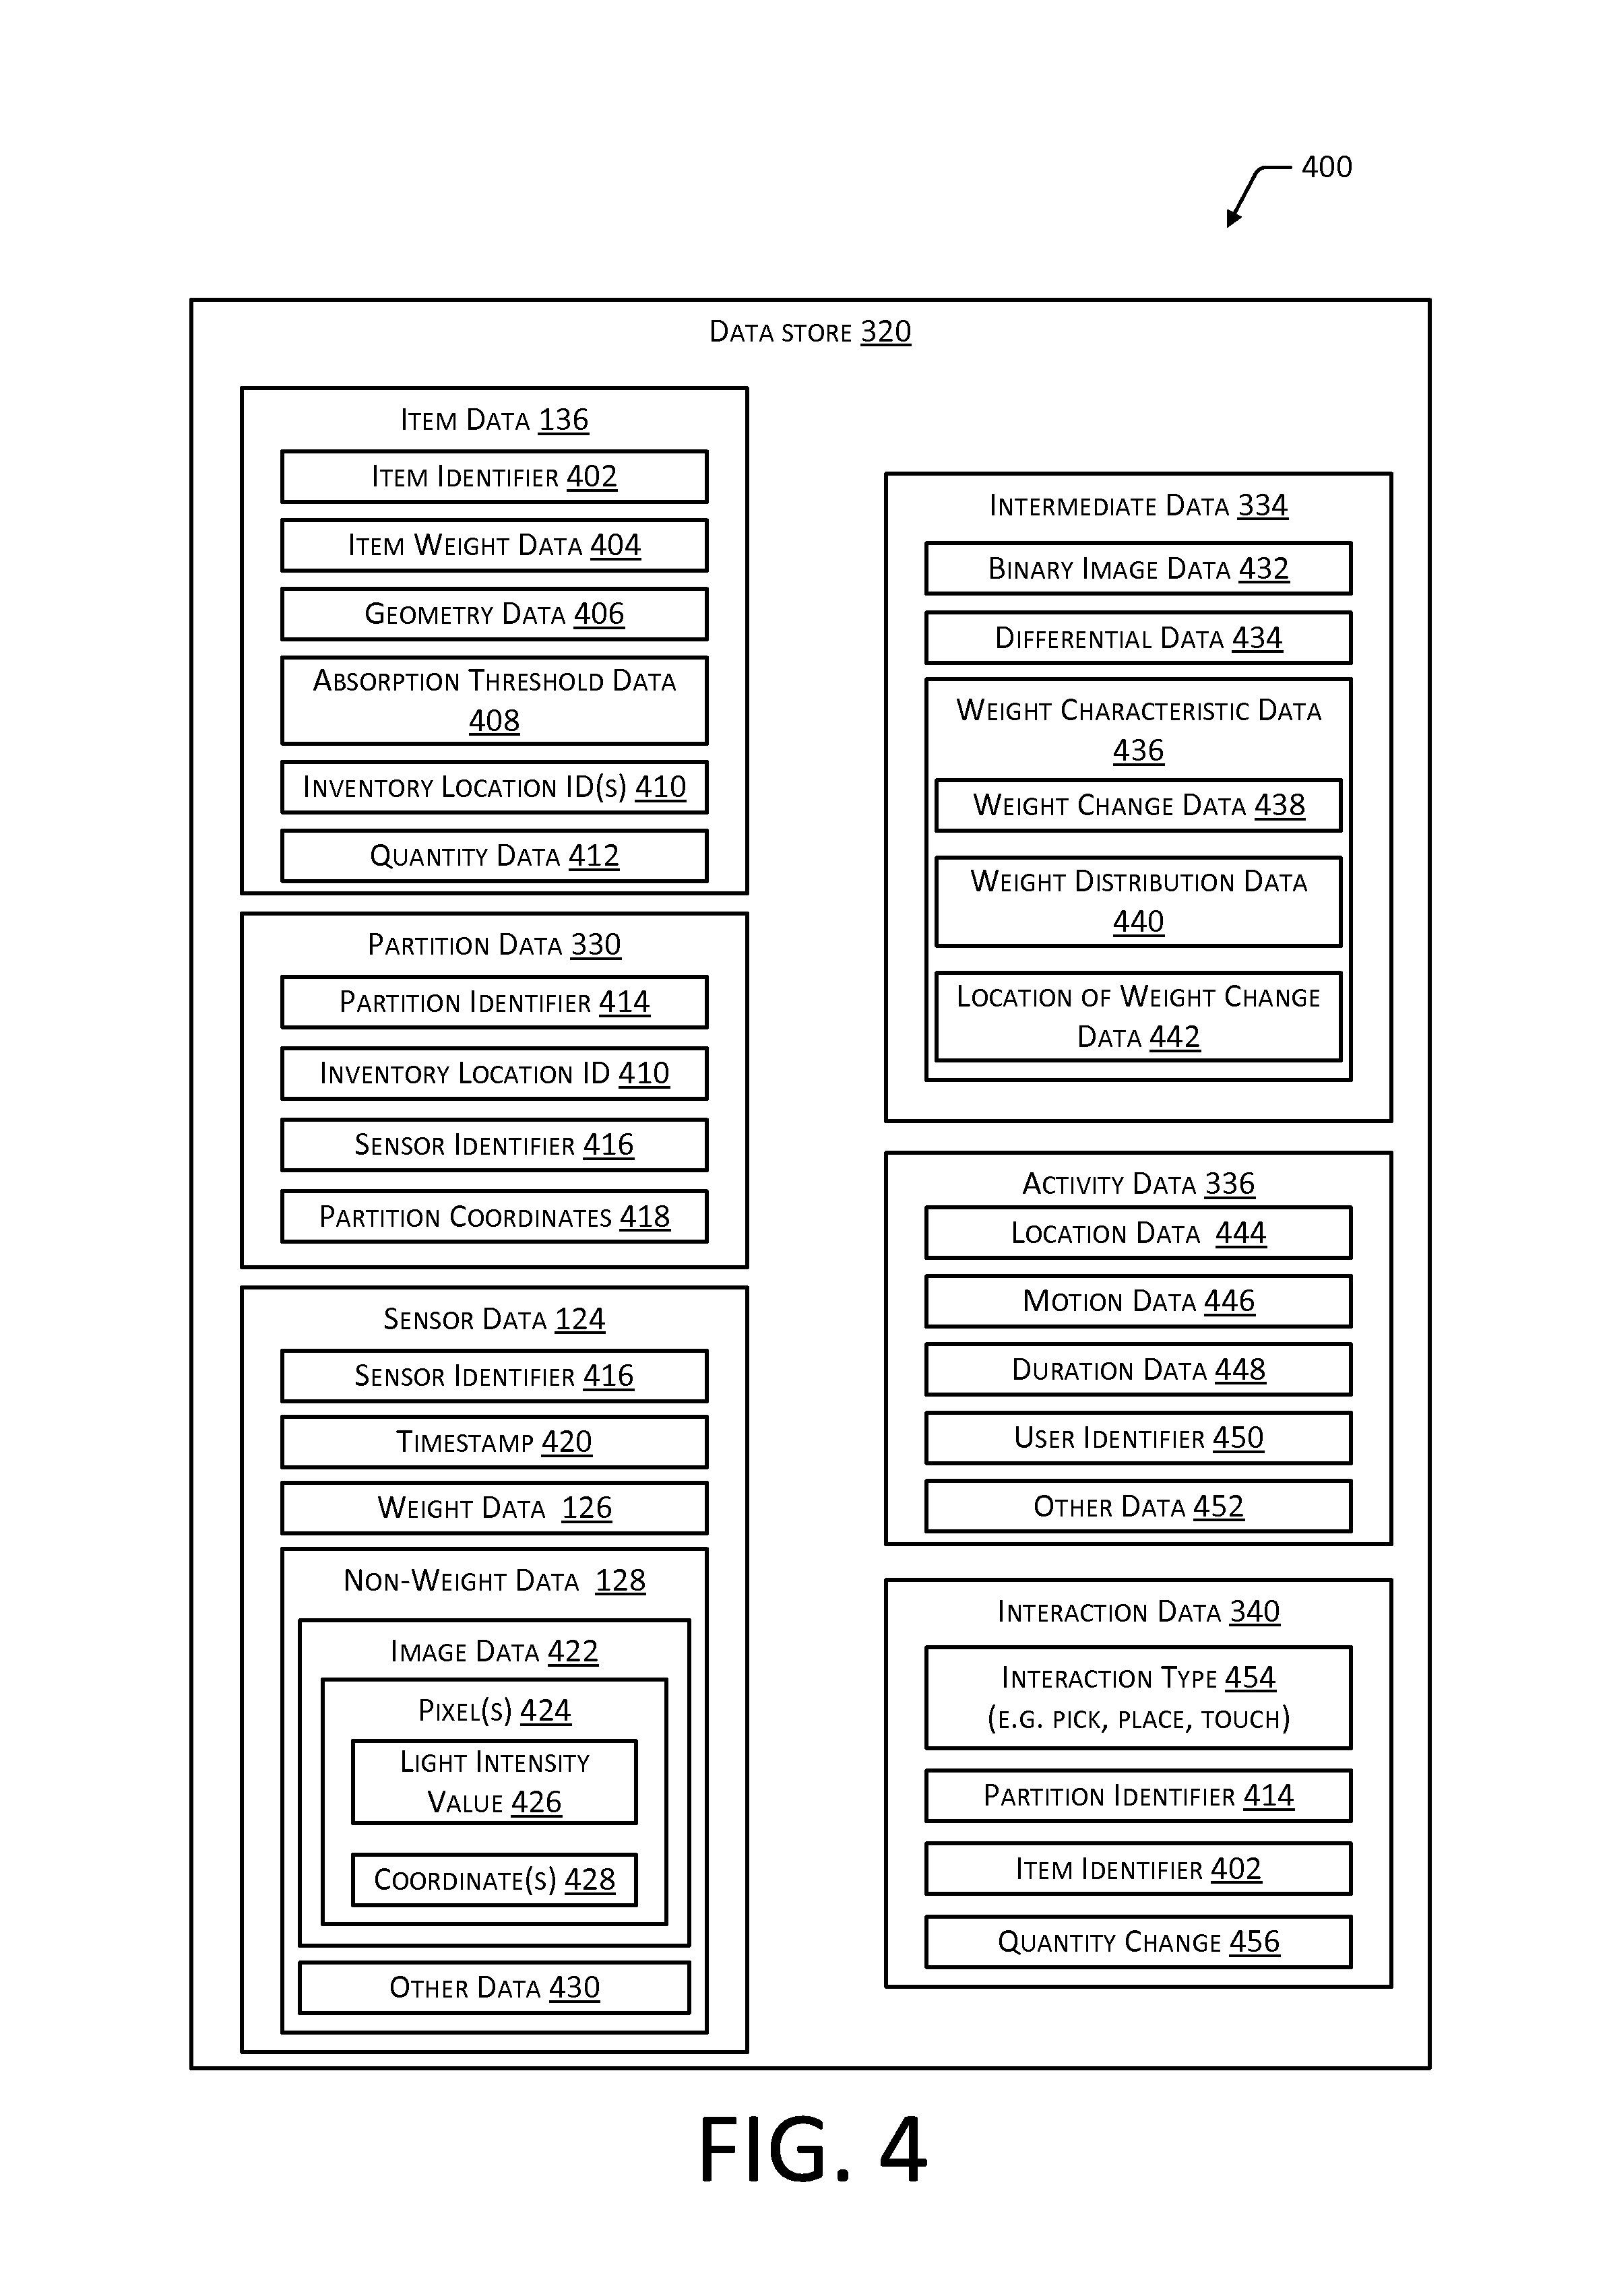 400
Data store 320
Item Data 136
Item Identifier 402
Item Weight Data 404
Geometry Data 406
Absorption Threshold Data
408
Inventory Location ID(s) 410
Quantity Data 412
Partition Data 330
Partition Identifier 414
Inventory Location ID 410
Sensor Identifier 416
Partition Coordinates 418
Sensor Data 124
Sensor Identifier 416
Timestamp 420
Weight Data 126
Non-Weight Data 128
Image Data 422
Pixel(s) 424
Light Intensity
Value 426
Coordinate(s) 428
Other Data 430
Intermediate Data 334
Binary Image Data 432
Differential Data 434
Weight Characteristic Data
436
Weight Change Data 438
Weight Distribution Data
440
Location of Weight Change
Data 442
Activity Data 336
Location Data 444
Motion Data 446
Duration Data 448
User Identifier 450
Other Data 452
Interaction Data 340
Interaction Type 454
(e.g. pick, place, touch)
Partition Identifier 414
Item Identifier 402
Quantity Change 456
FIG. 4